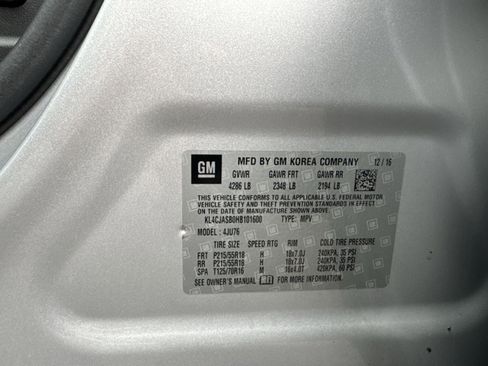 GM
MFD BY GM KOREA COMPANY 12/16
GVWR GAWR FRT GAWR RR
4286 LB 2348 LB 2194 LB
THIS VEHICLE CONFORMS TO ALL APPLICABLE U.S. FEDERAL MOTOR
VEHICLE SAFETY AND THEFT PREVENTION STANDARDS IN EFFECT ON
THE DATE OF MANUFACTURE SHOWN ABOVE.
KL4CJASB0HB101600 TYPE: MPV
MODEL: 4JU76
TIRE SIZE SPEED RTG RIM COLD TIRE PRESSURE
FRT P215/55R18 H 18x7.0J 240KPA, 35 PSI
RR P215/55R18 H 18x7.0J 240KPA, 35 PSI
SPA T125/70R16 M 16x4.0T 420KPA, 60 PSI
SEE OWNER'S MANUAL FOR MORE INFORMATION.